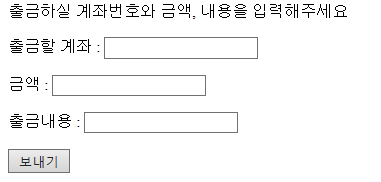 출금하실 계좌번호와 금액, 내용을 입력해주세요
출금할 계좌 :
금액 :
출금내용 :
보내기